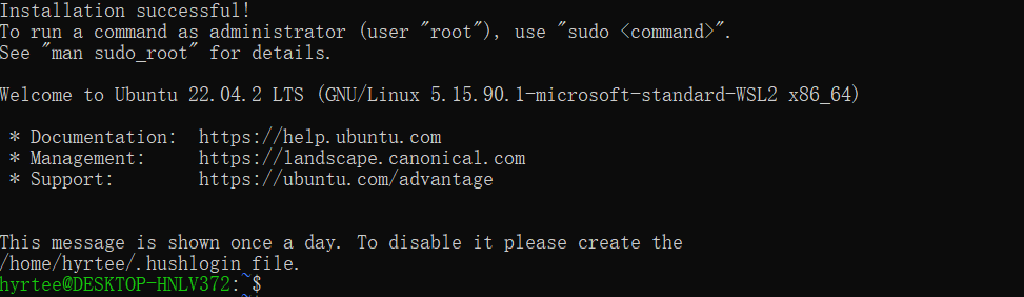 Installation successful!
To run a command as administrator (user "root"), use "sudo <command>".
See "man sudo_root" for details.
Welcome to Ubuntu 22.04.2 LTS (GNU/Linux 5.15.90.1-microsoft-standard-WSL2 x86_64)
* Documentation:  https://help.ubuntu.com
* Management:     https://landscape.canonical.com
* Support:        https://ubuntu.com/advantage
This message is shown once a day. To disable it please create the
/home/hyrtee/.hushlogin file.
hyrtee@DESKTOP-HNLV372:~$